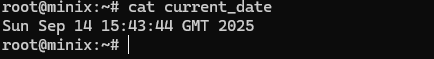 root@minix:~# cat current_date
Sun Sep 14 15:43:44 GMT 2025
root@minix:~#